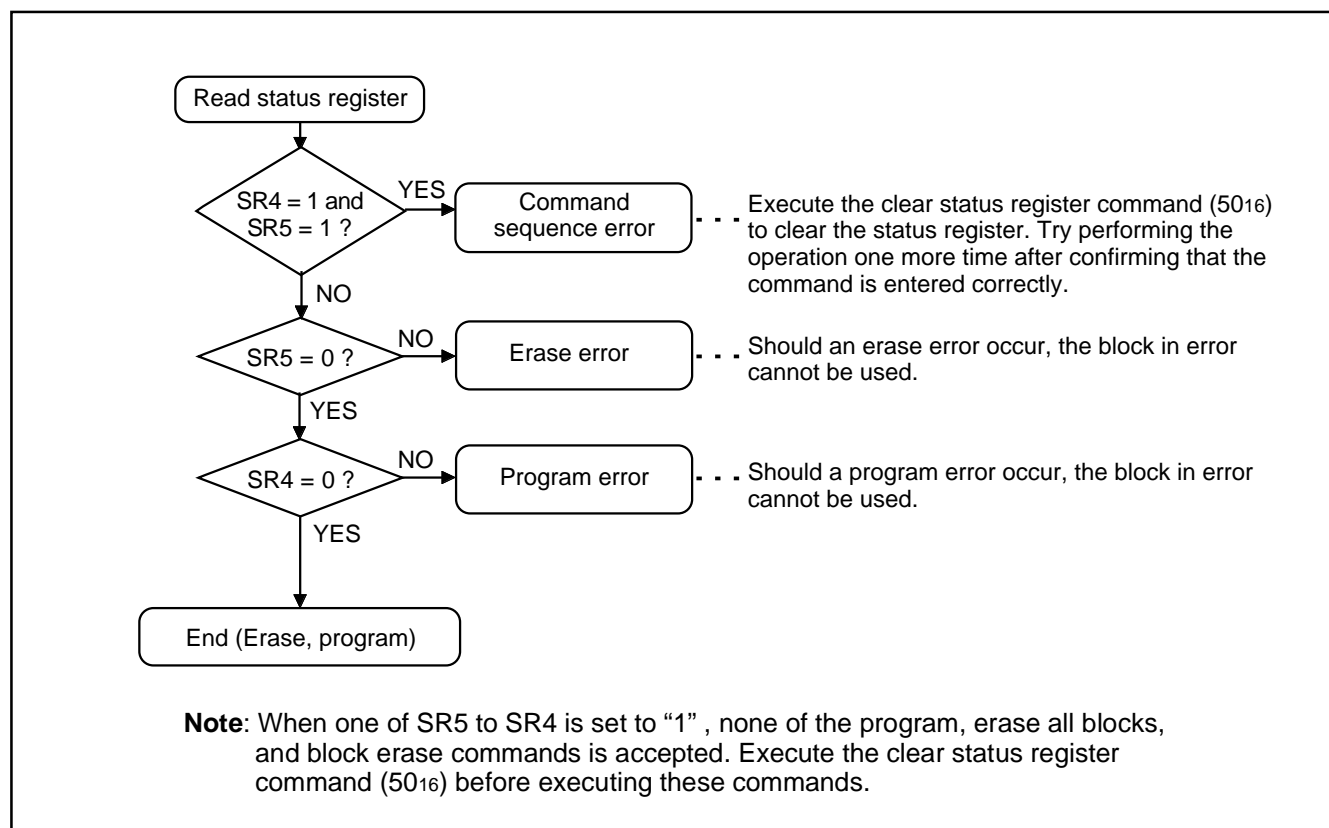 Read status register
SR4 = 1 and
SR5 = 1 ?
YES
Command
sequence error
Execute the clear status register command (5016)
to clear the status register. Try performing the
operation one more time after confirming that the
command is entered correctly.
NO
SR5 = 0 ?
NO
Erase error
Should an erase error occur, the block in error
cannot be used.
YES
SR4 = 0 ?
NO
Program error
Should a program error occur, the block in error
cannot be used.
YES
End (Erase, program)
Note: When one of SR5 to SR4 is set to “1” , none of the program, erase all blocks,
and block erase commands is accepted. Execute the clear status register
command (5016) before executing these commands.